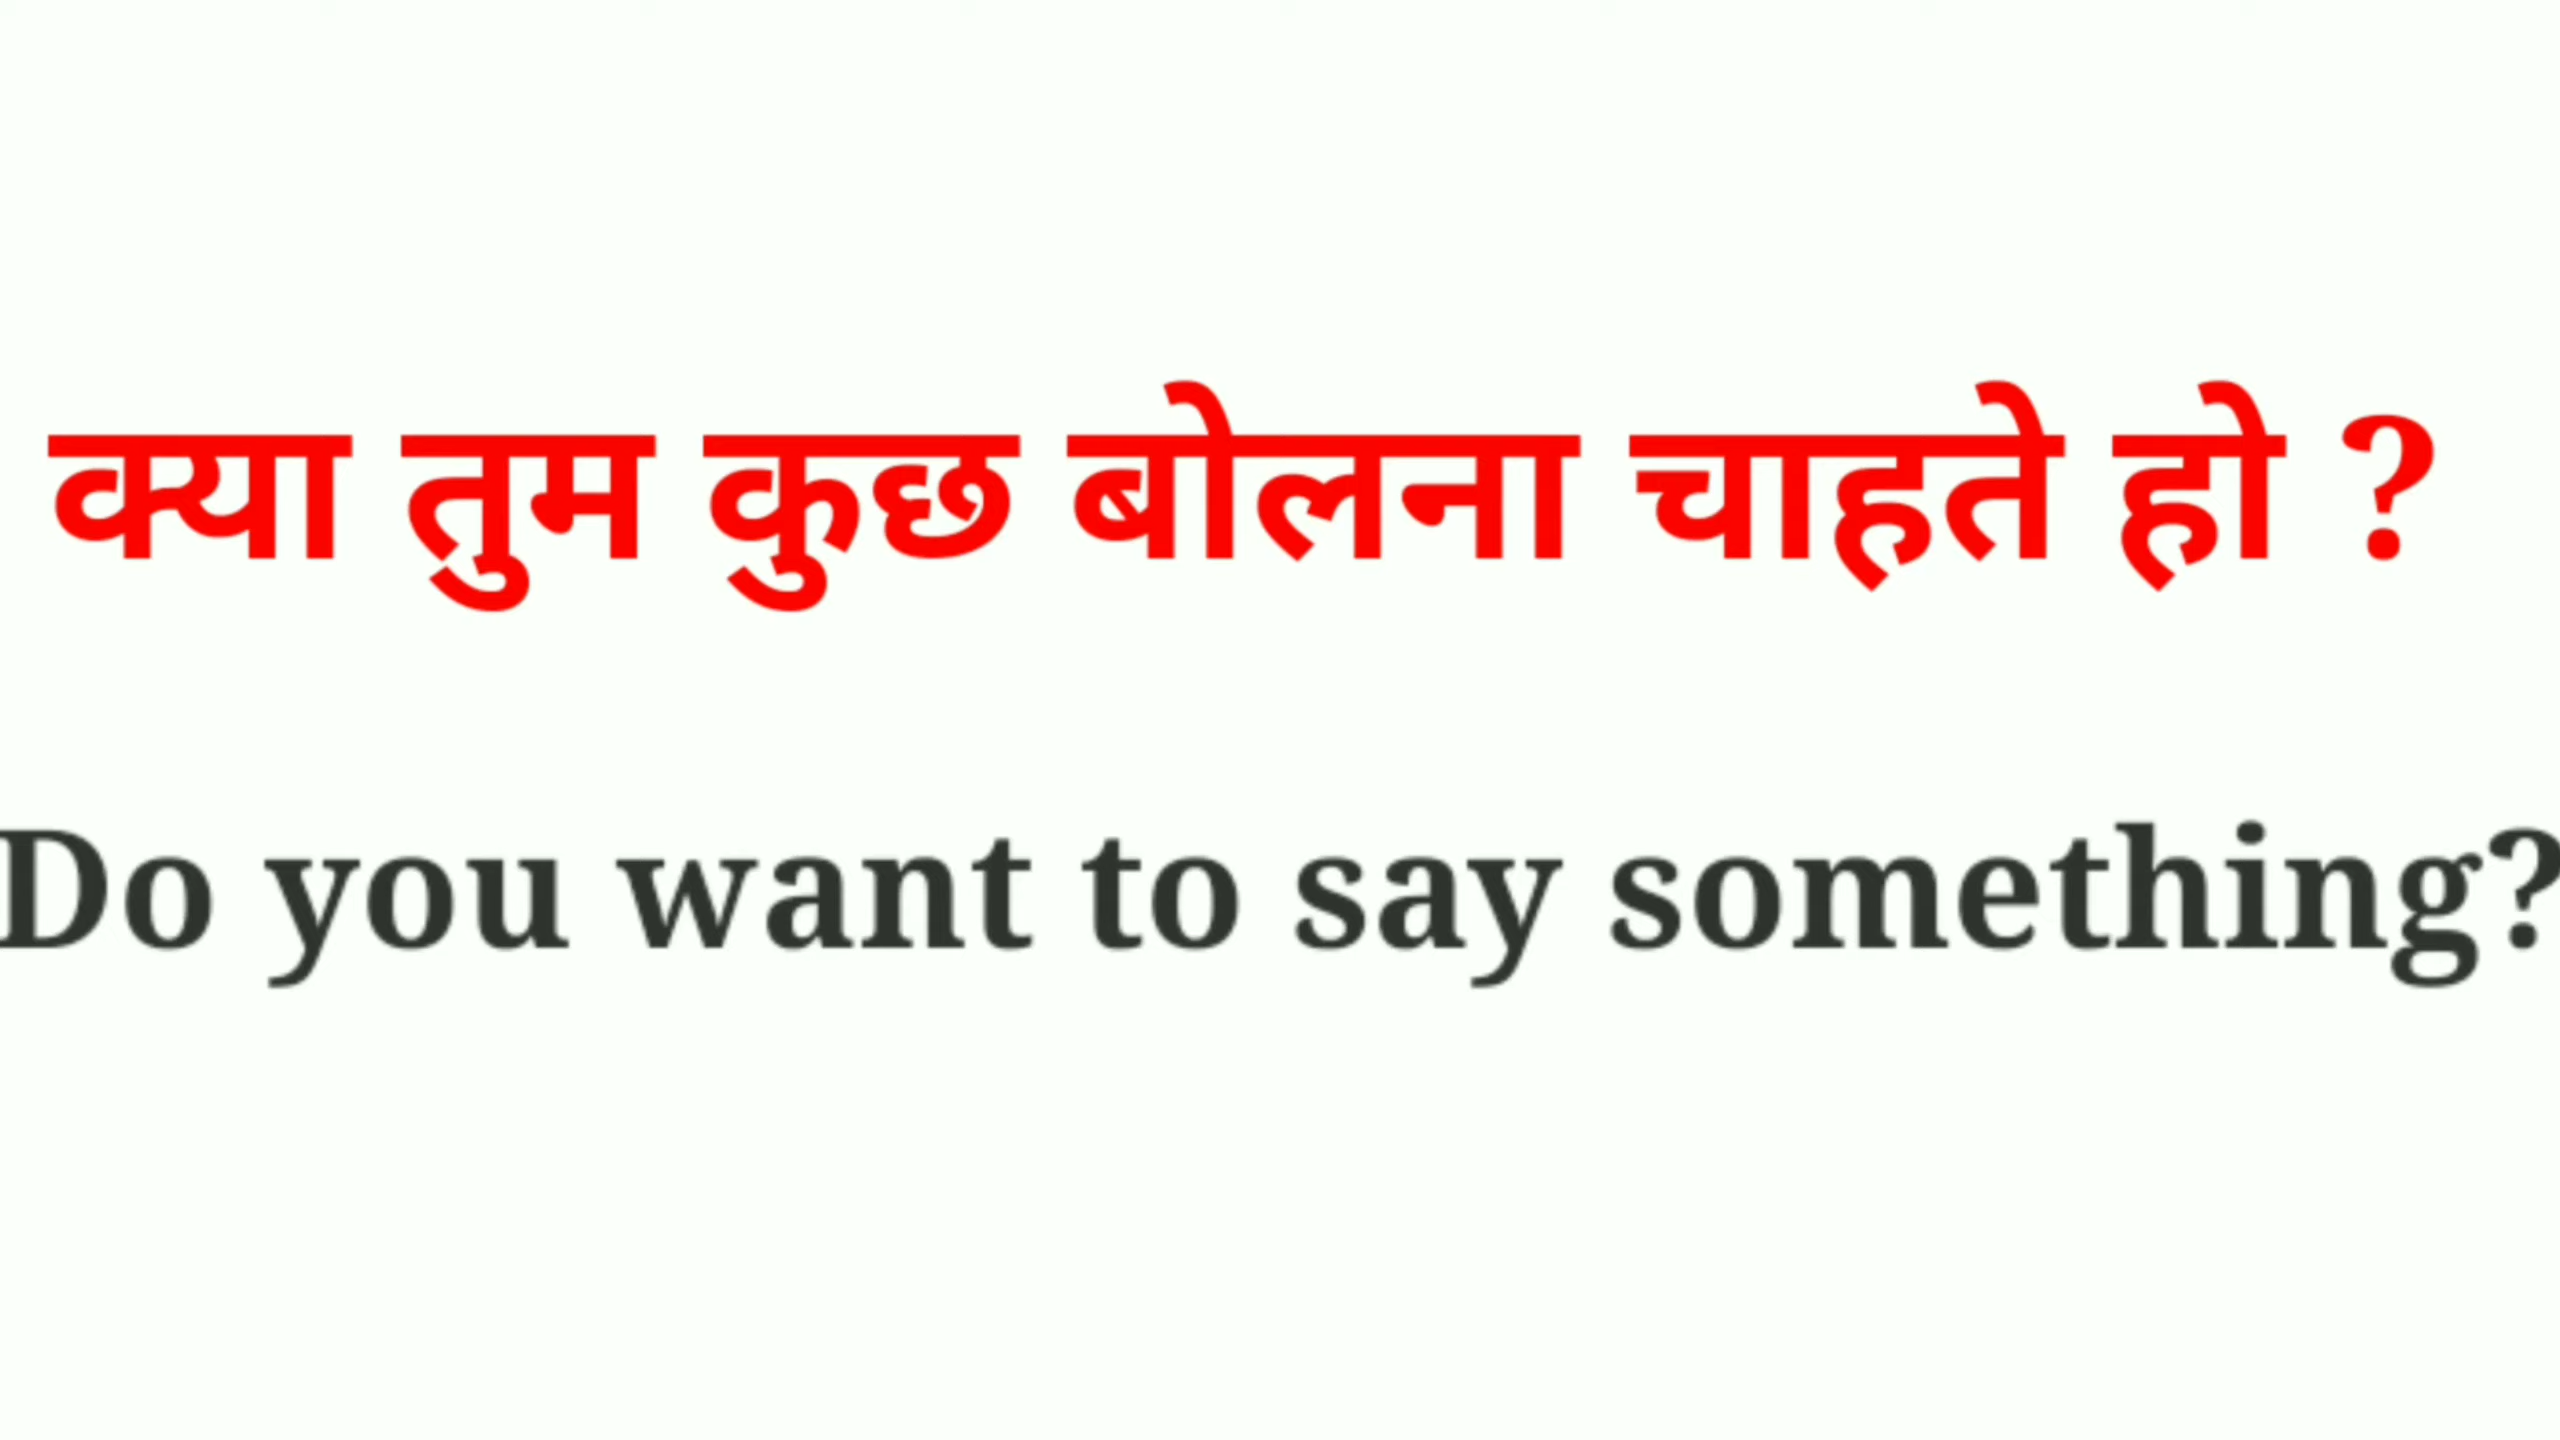 क्या तुम कुछ बोलना चाहते हो ?
Do you want to say something?